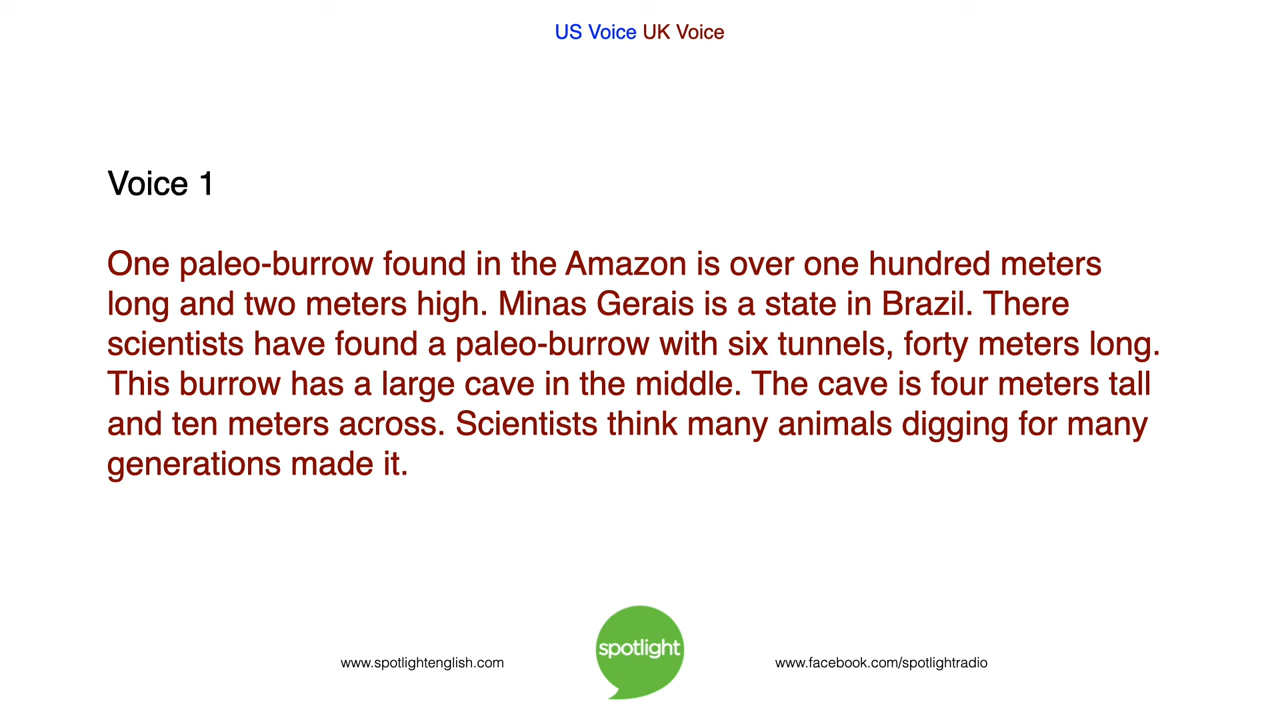 US Voice UK Voice
Voice 1
One paleo-burrow found in the Amazon is over one hundred meters
long and two meters high. Minas Gerais is a state in Brazil. There
scientists have found a paleo-burrow with six tunnels, forty meters long.
This burrow has a large cave in the middle. The cave is four meters tall
and ten meters across. Scientists think many animals digging for many
generations made it.
www.spotlightenglish.com
spotlight
www.facebook.com/spotlightradio